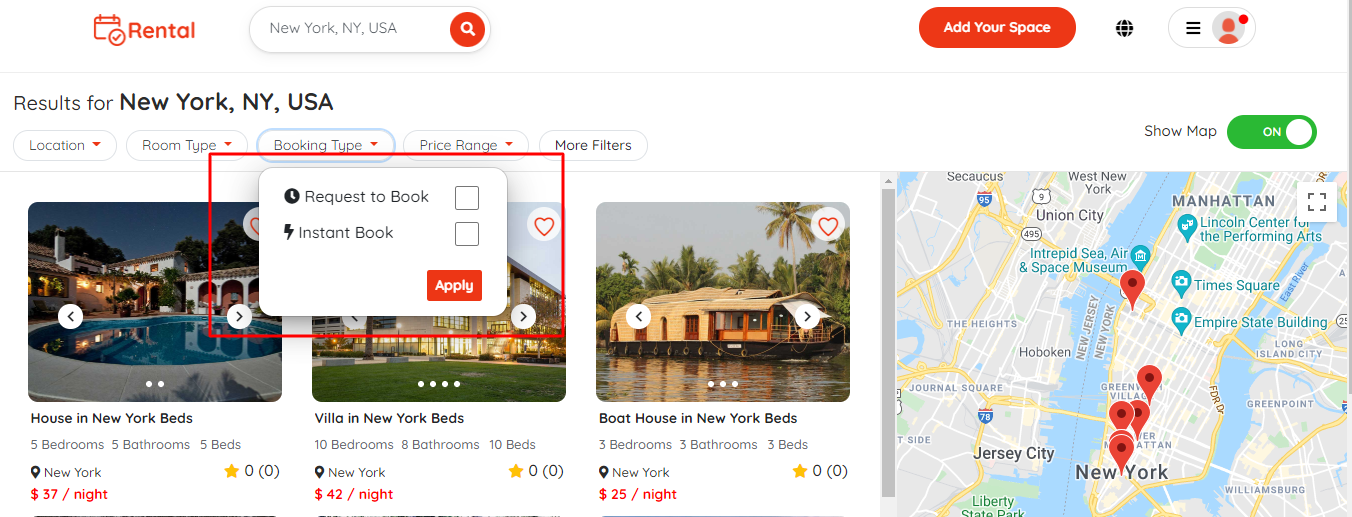 Rental
New York, NY, USA
Add Your Space
Results for New York, NY, USA
Location
Room Type
Booking Type
Price Range
More Filters
Show Map
ON
Request to Book
Instant Book
Apply
House in New York Beds
5 Bedrooms 5 Bathrooms 5 Beds
New York
0 (0)
$ 37 / night
Villa in New York Beds
10 Bedrooms 8 Bathrooms 10 Beds
New York
0 (0)
$ 42 / night
Boat House in New York Beds
3 Bedrooms 3 Bathrooms 3 Beds
New York
0 (0)
$ 25 / night
Secaucus
West New
York
95
9
Union City
MANHATTAN
495
Lincoln Center for
the Performing Arts
Intrepid Sea, Air
& Space Museum
East River
Times Square
NEW JERSEY
NEW YORK
THE HEIGHTS
Empire State Building
Hoboken
LONG
ISLAND CITY
JOURNAL SQUARE
GREENWICH
VILLAGE
FDR Dr
GREENPOINT
78
T SIDE
LOWER
MANHATTAN
Jersey City
New York
WILLIAMSBURG
Liberty
State Park